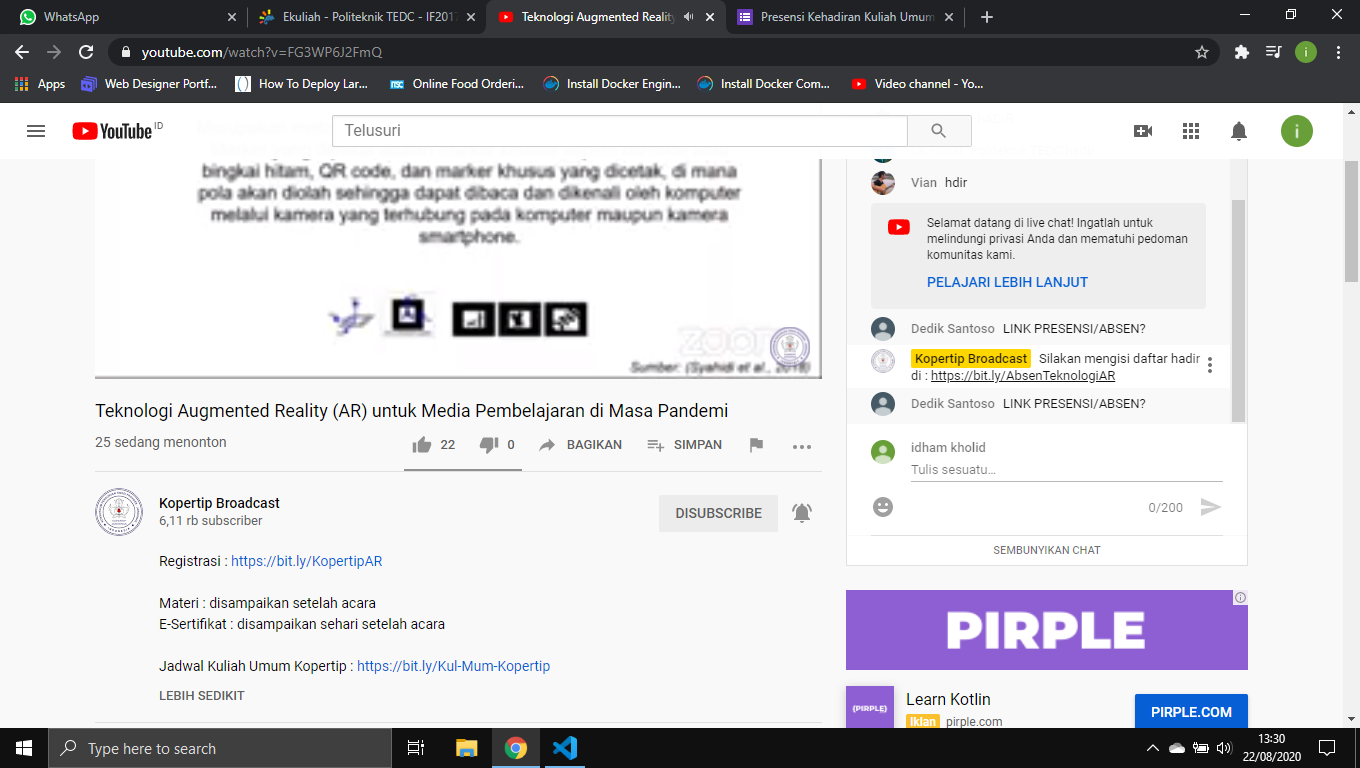 WhatsApp
Ekuliah - Politeknik TEDC - IF2017
Teknologi Augmented Reality
Presensi Kehadiran Kuliah Umum
youtube.com/watch?v=FG3WP6J2FmQ
i
Apps
Web Designer Portf...
How To Deploy Lar...
Online Food Orderi...
Install Docker Engin...
Install Docker Com...
Video channel - Yo...
YouTube ID
Telusuri
i
bingkai hitam, QR code, dan marker khusus yang dicetak, di mana
pola akan diolah sehingga dapat dibaca dan dikenali oleh komputer
melalui kamera yang terhubung pada komputer maupun kamera
smartphone.
zoom
Sumber: (Syahidi et al., 2018)
Teknologi Augmented Reality (AR) untuk Media Pembelajaran di Masa Pandemi
25 sedang menonton
22
0
BAGIKAN
SIMPAN
Kopertip Broadcast
6,11 rb subscriber
DISUBSCRIBE
Registrasi : https://bit.ly/KopertipAR
Materi : disampaikan setelah acara
E-Sertifikat : disampaikan sehari setelah acara
Jadwal Kuliah Umum Kopertip : https://bit.ly/Kul-Mum-Kopertip
LEBIH SEDIKIT
Vian hdir
Selamat datang di live chat! Ingatlah untuk
melindungi privasi Anda dan mematuhi pedoman
komunitas kami.
PELAJARI LEBIH LANJUT
Dedik Santoso LINK PRESENSI/ABSEN?
Kopertip Broadcast Silakan mengisi daftar hadir
di : https://bit.ly/AbsenTeknologiAR
Dedik Santoso LINK PRESENSI/ABSEN?
idham kholid
Tulis sesuatu...
0/200
SEMBUNYIKAN CHAT
PIRPLE
{PIRPLE}
Learn Kotlin
Iklan pirple.com
PIRPLE.COM
Type here to search
13:30
22/08/2020